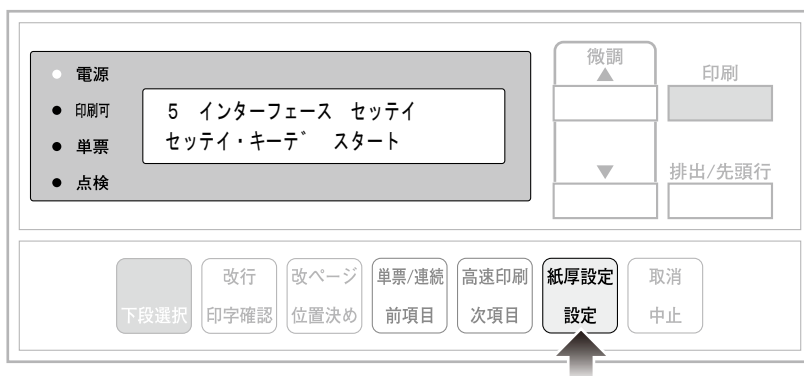 電源
印刷可
単票
点検
5 インターフェース セッテイ
セッテイ・キーデ゛ スタート
微調
▲
印刷
▼
排出/先頭行
下段選択
改行
印字確認
改ページ
位置決め
単票/連続
前項目
高速印刷
次項目
紙厚設定
設定
取消
中止